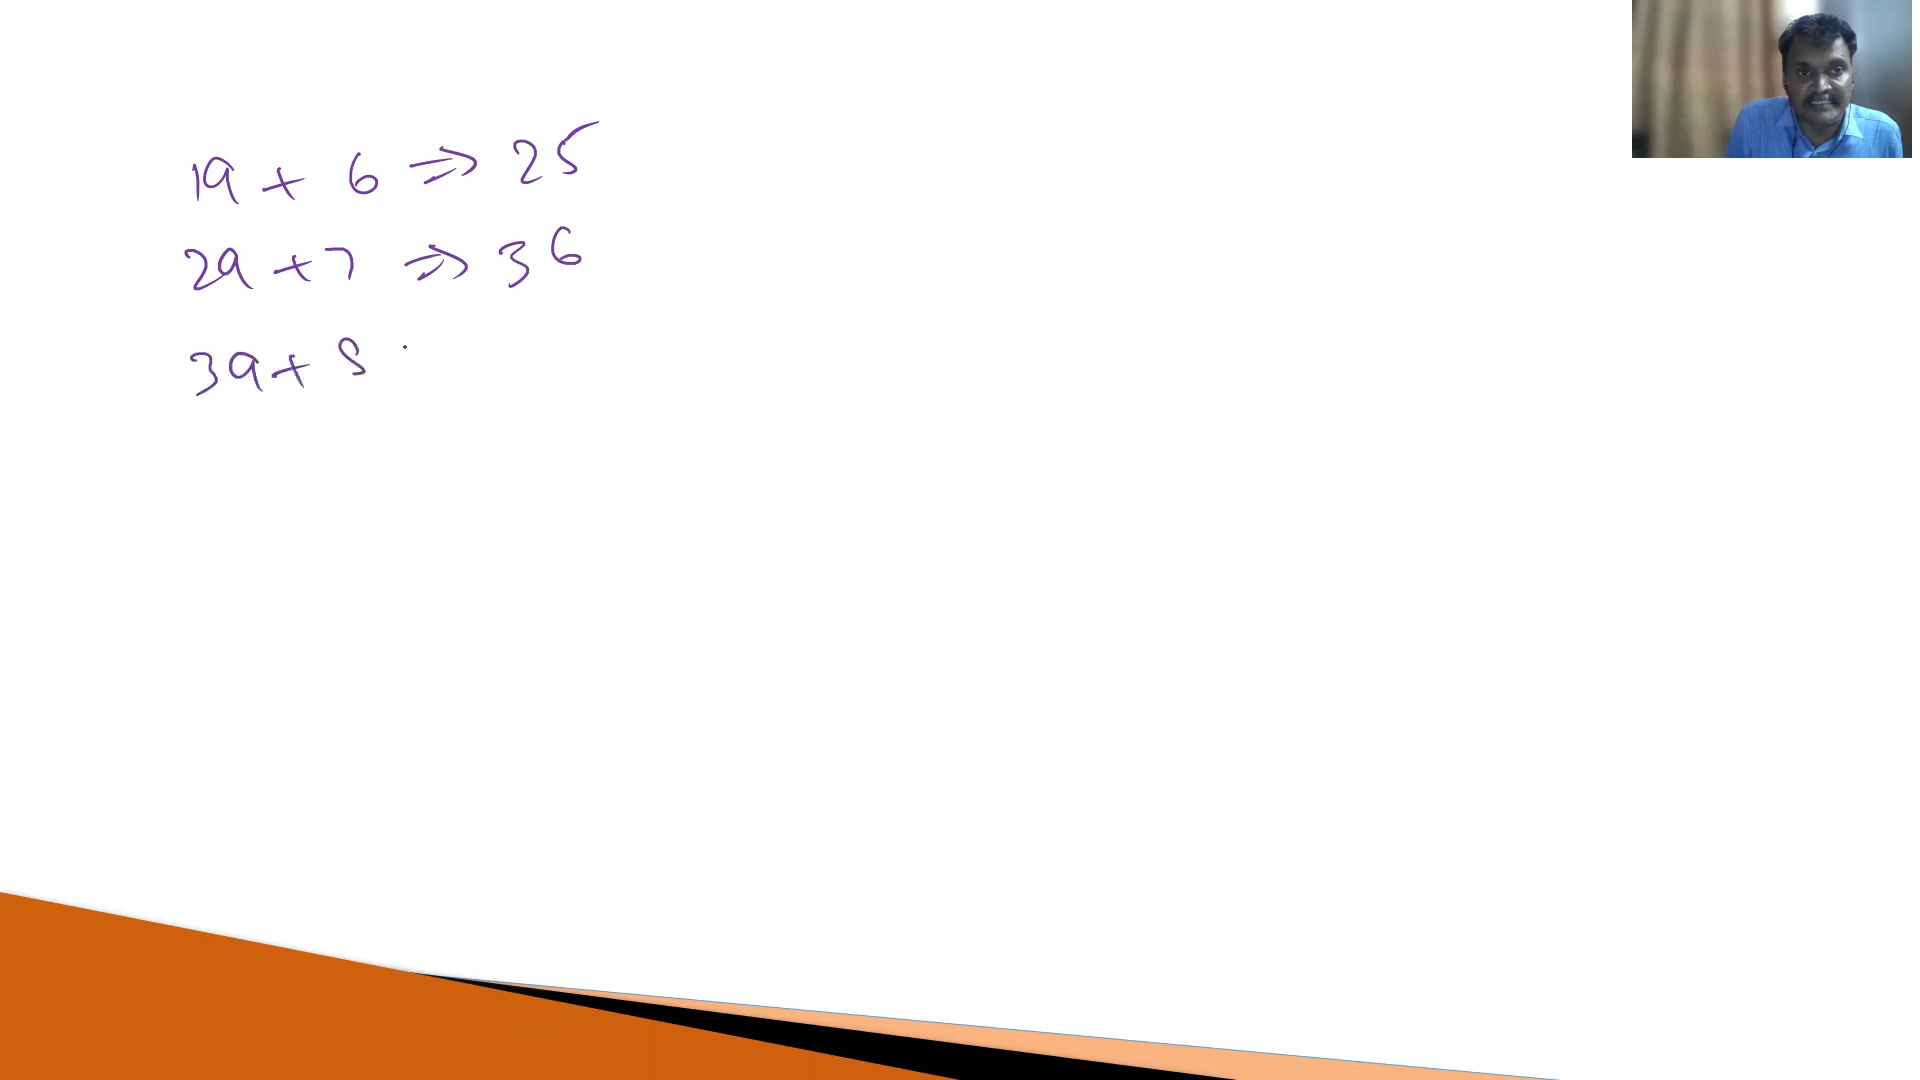 19 + 6 ⇒ 25
29 + 7 ⇒ 36
39 + 8